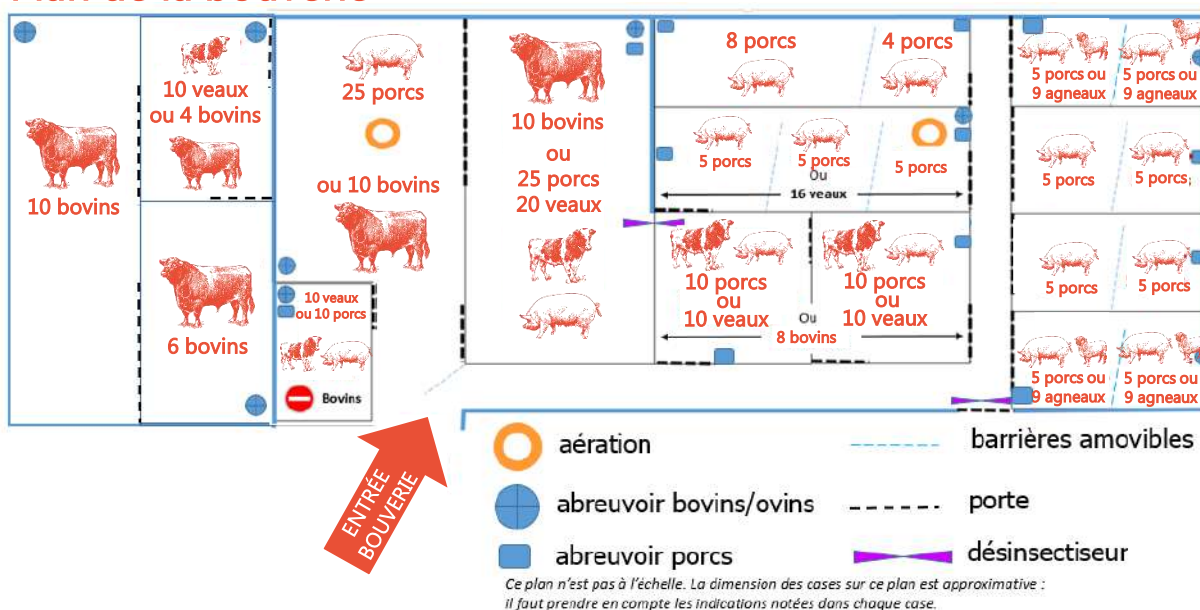 Plan de la bouverie
10 bovins
10 veaux
ou 4 bovins
6 bovins
25 porcs
ou 10 bovins
10 veaux
ou 10 porcs
Bovins
10 bovins
ou
25 porcs
20 veaux
8 porcs
4 porcs
5 porcs
5 porcs
5 porcs
Ou
16 veaux
10 porcs
ou
10 veaux
10 porcs
ou
10 veaux
Ou
8 bovins
5 porcs ou
9 agneaux
5 porcs ou
9 agneaux
5 porcs
5 porcs
5 porcs
5 porcs
5 porcs ou
9 agneaux
5 porcs ou
9 agneaux
ENTRÉE
BOUVERIE
aération
barrières amovibles
abreuvoir bovins/ovins
porte
abreuvoir porcs
désinsectiseur
Ce plan n'est pas à l'échelle. La dimension des cases sur ce plan est approximative :
il faut prendre en compte les indications notées dans chaque case.